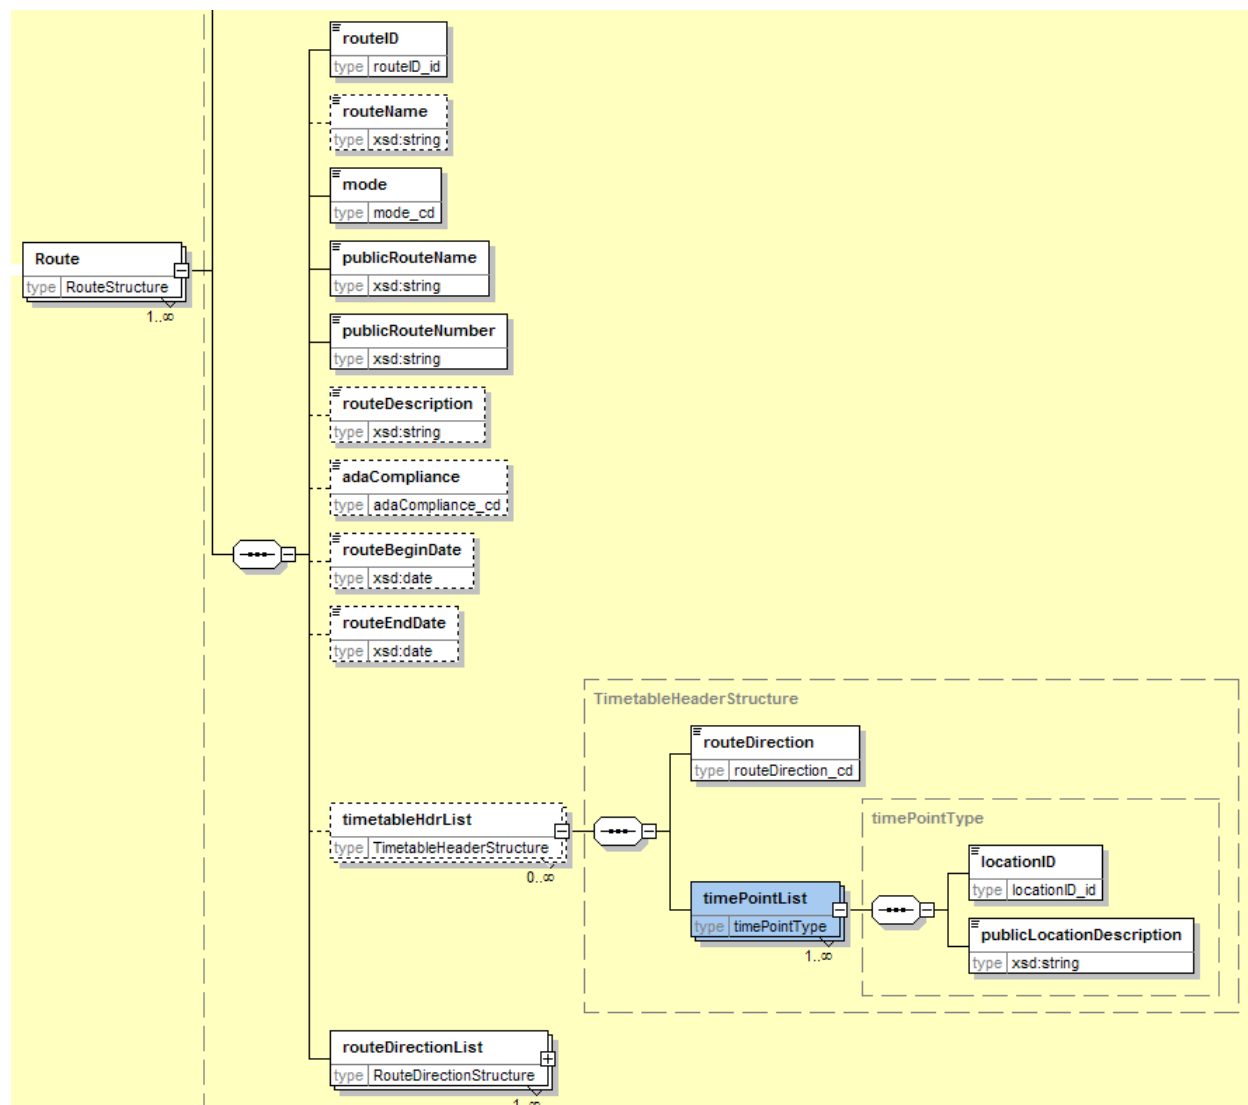 routeID
type routeID_id
routeName
type xsd:string
mode
type mode_cd
publicRouteName
type xsd:string
Route
type RouteStructure
1..∞
publicRouteNumber
type xsd:string
routeDescription
type xsd:string
adaCompliance
type adaCompliance_cd
routeBeginDate
type xsd:date
routeEndDate
type xsd:date
TimetableHeaderStructure
routeDirection
type routeDirection_cd
timetableHdrList
type TimetableHeaderStructure
0..∞
timePointType
locationID
type locationID_id
timePointList
type timePointType
1..∞
publicLocationDescription
type xsd:string
routeDirectionList
type RouteDirectionStructure
1..∞